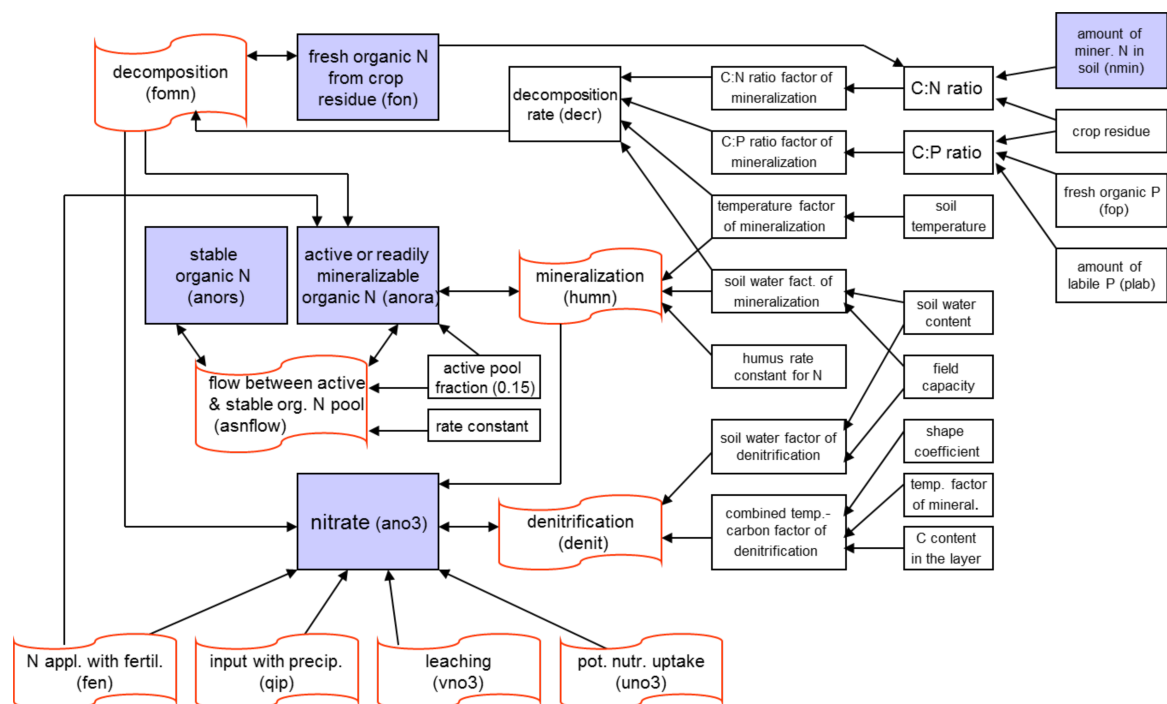 decomposition
(fomn)
fresh organic N
from crop
residue (fon)
decomposition
rate (decr)
C:N ratio factor of
mineralization
C:N ratio
amount of
miner. N in
soil (nmin)
C:P ratio factor of
mineralization
C:P ratio
crop residue
fresh organic P
(fop)
temperature factor
of mineralization
soil
temperature
amount of
labile P (plab)
stable
organic N
(anors)
active or readily
mineralizable
organic N (anora)
mineralization
(humn)
soil water fact. of
mineralization
soil water
content
humus rate
constant for N
field
capacity
flow between active
& stable org. N pool
(asnflow)
active pool
fraction (0.15)
rate constant
soil water factor of
denitrification
shape
coefficient
nitrate (ano3)
denitrification
(denit)
combined temp.-
carbon factor of
denitrification
temp. factor
of mineral.
C content
in the layer
N appl. with fertil.
(fen)
input with precip.
(qip)
leaching
(vno3)
pot. nutr. uptake
(uno3)